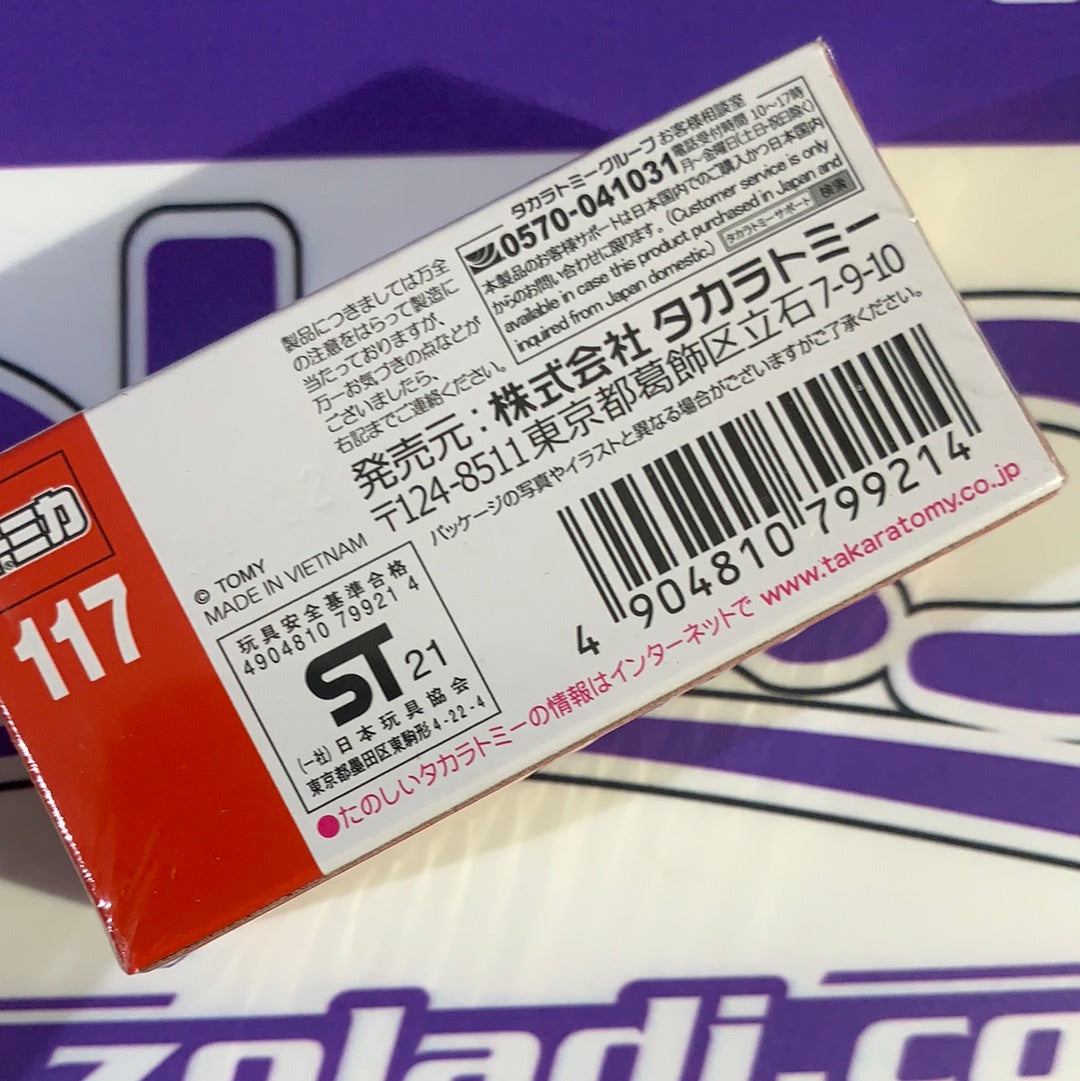 トミカ
117
製品につきましては万全
の注意をはらって製造に
当たっておりますが、
万一お気づきの点などが
ございましたら、
右記までご連絡ください。
タカラトミーグループ お客様相談室
0570-041031
電話受付時間 10〜17時
月〜金曜日(土日・祝日除く)
本製品のお客様サポートは日本国内でのご購入かつ日本国内
からのお問い合わせに限ります。(Customer service is only
available in case this product purchased in Japan and
inquired from Japan domestic.)
タカラトミーサポート 検索
発売元:株式会社 タカラトミー
〒124-8511東京都葛飾区立石7-9-10
パッケージの写真やイラストと異なる場合がございますがご了承ください。
© TOMY
MADE IN VIETNAM
玩具安全基準合格
4904810 79921 4
ST 21
(一社)日本玩具協会
東京都墨田区東駒形4-22-4
4 904810 799214
●たのしいタカラトミーの情報はインターネットで www.takaratomy.co.jp
zoladi.co